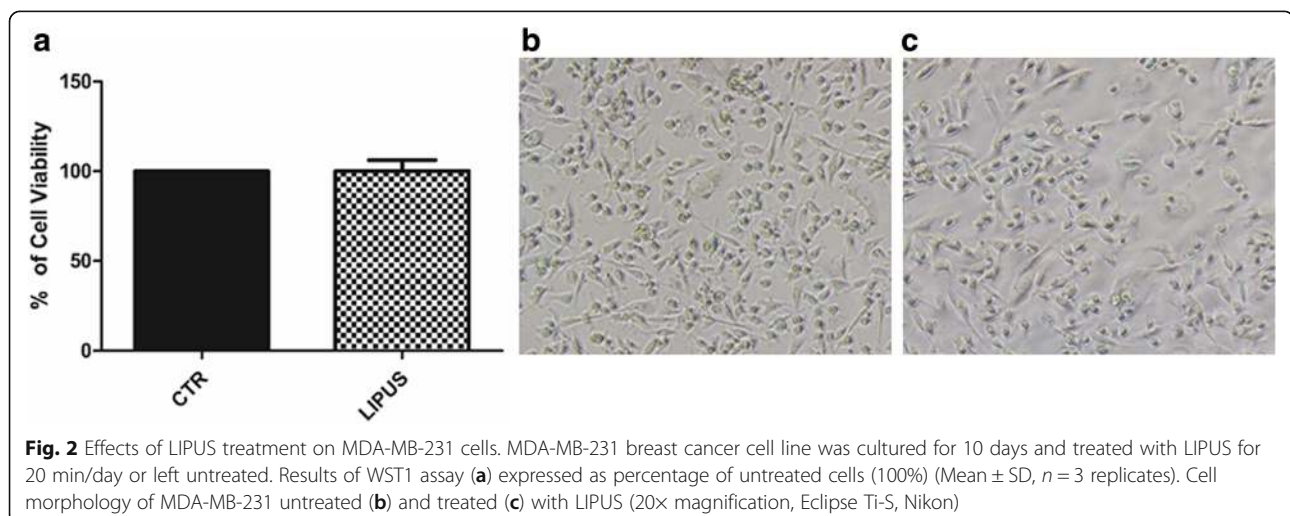 a
b
c
150
100
50
0
% of Cell Viability
CTR
LIPUS
Fig. 2 Effects of LIPUS treatment on MDA-MB-231 cells. MDA-MB-231 breast cancer cell line was cultured for 10 days and treated with LIPUS for
20 min/day or left untreated. Results of WST1 assay (a) expressed as percentage of untreated cells (100%) (Mean ± SD, n = 3 replicates). Cell
morphology of MDA-MB-231 untreated (b) and treated (c) with LIPUS (20× magnification, Eclipse Ti-S, Nikon)